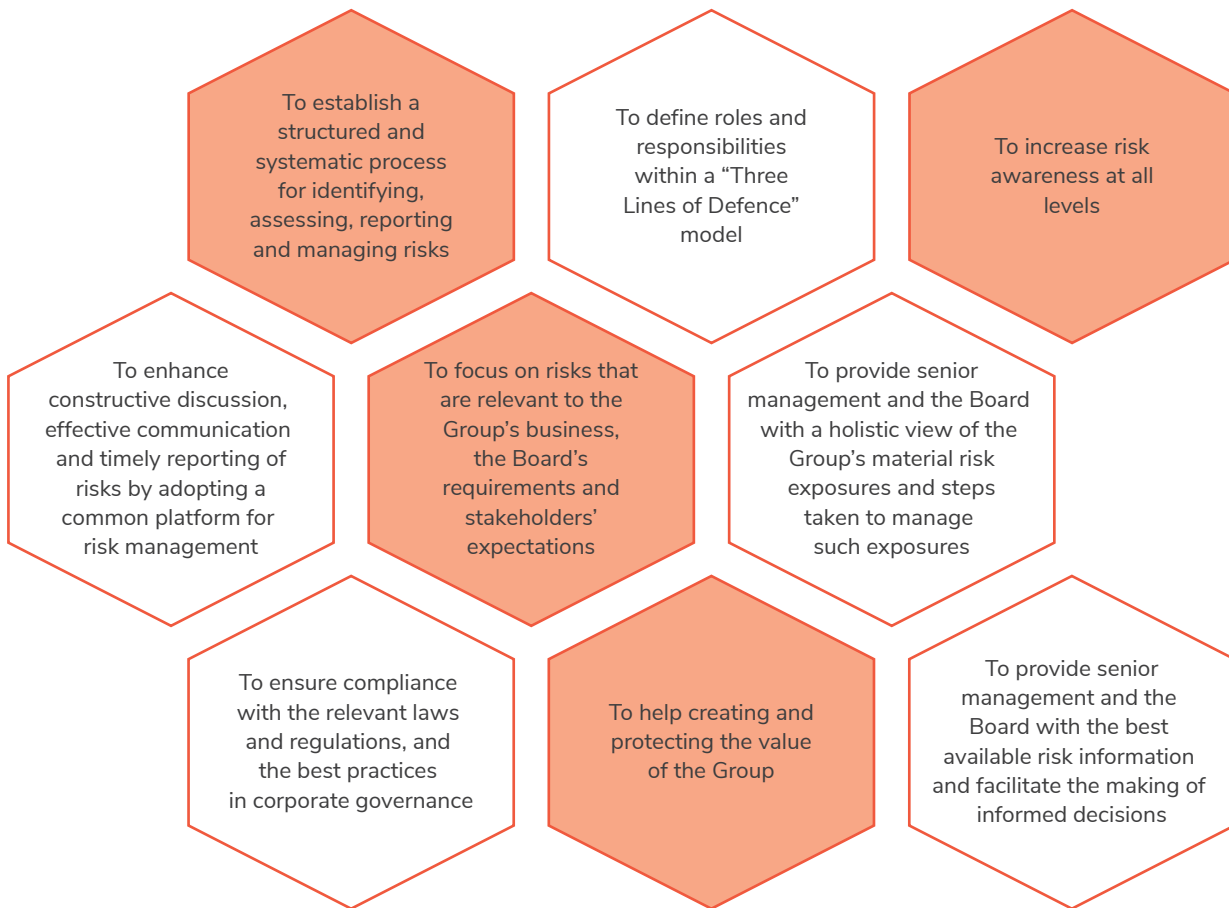 To establish a
structured and
systematic process
for identifying,
assessing, reporting
and managing risks
To define roles and
responsibilities
within a “Three
Lines of Defence”
model
To increase risk
awareness at all
levels
To enhance
constructive discussion,
effective communication
and timely reporting of
risks by adopting a
common platform for
risk management
To focus on risks that
are relevant to the
Group’s business,
the Board’s
requirements and
stakeholders’
expectations
To provide senior
management and the Board
with a holistic view of the
Group’s material risk
exposures and steps
taken to manage
such exposures
To ensure compliance
with the relevant laws
and regulations, and
the best practices
in corporate governance
To help creating and
protecting the value
of the Group
To provide senior
management and the
Board with the best
available risk information
and facilitate the making of
informed decisions